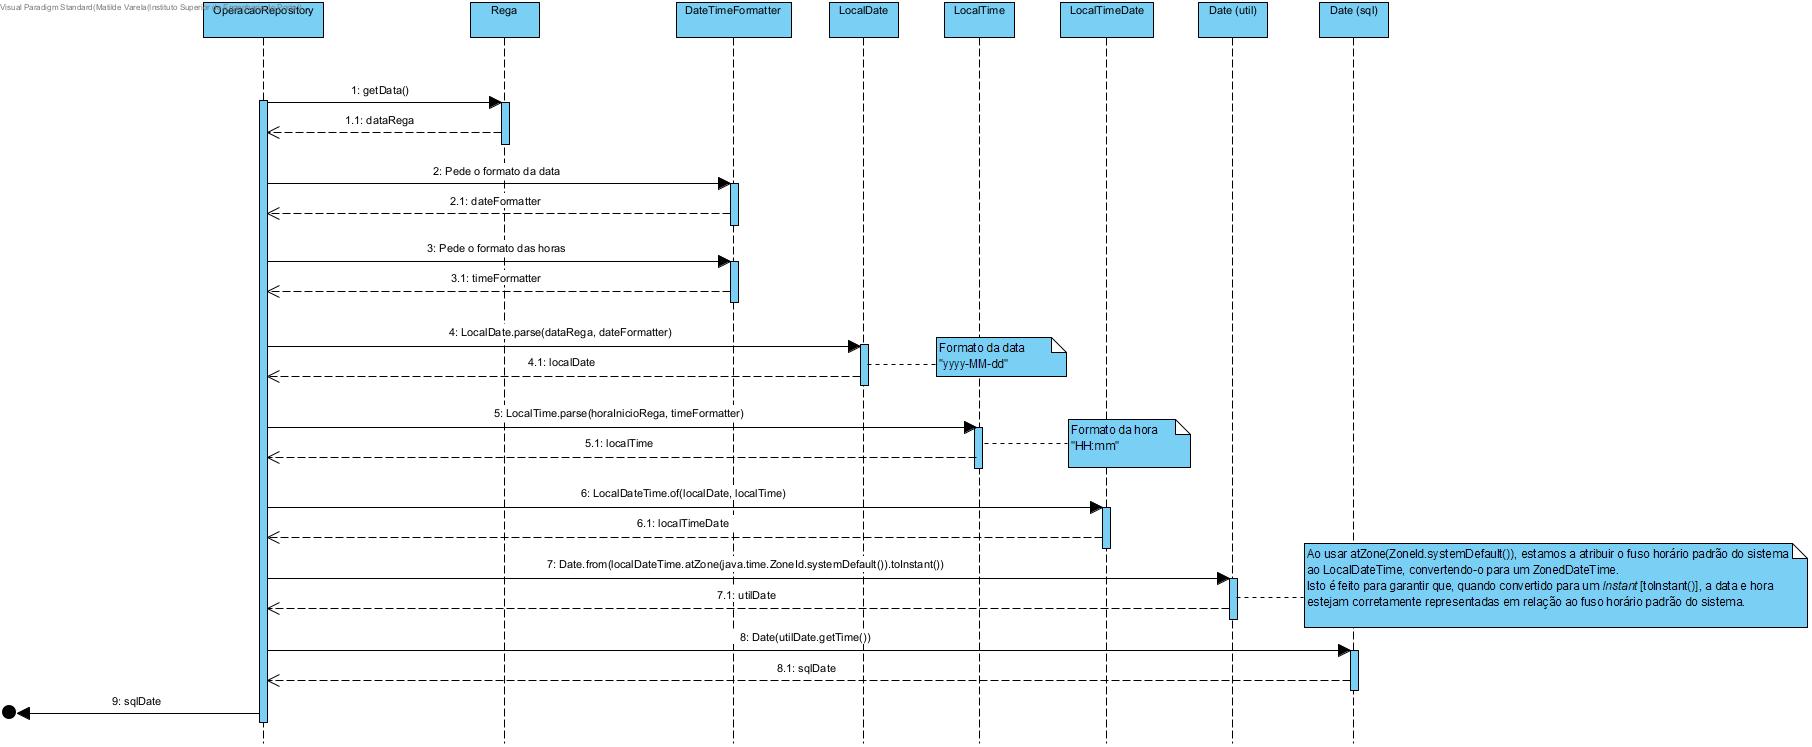 Visual Paradigm Standard(Matilde Varela(Instituto Superior
OperacaoRepository
Rega
DateTimeFormatter
LocalDate
LocalTime
LocalTimeDate
Date (util)
Date (sql)
1: getData()
1.1: dataRega
2: Pede o formato da data
2.1: dateFormatter
3: Pede o formato das horas
3.1: timeFormatter
4: LocalDate.parse(dataRega, dateFormatter)
4.1: localDate
Formato da data
"yyyy-MM-dd"
5: LocalTime.parse(horaInicioRega, timeFormatter)
5.1: localTime
Formato da hora
"HH:mm"
6: LocalDateTime.of(localDate, localTime)
6.1: localTimeDate
7: Date.from(localDateTime.atZone(java.time.ZoneId.systemDefault()).toInstant())
7.1: utilDate
Ao usar atZone(ZoneId.systemDefault()), estamos a atribuir o fuso horário padrão do sistema
ao LocalDateTime, convertendo-o para um ZonedDateTime.
Isto é feito para garantir que, quando convertido para um Instant [toInstant()], a data e hora
estejam corretamente representadas em relação ao fuso horário padrão do sistema.
8: Date(utilDate.getTime())
8.1: sqlDate
9: sqlDate